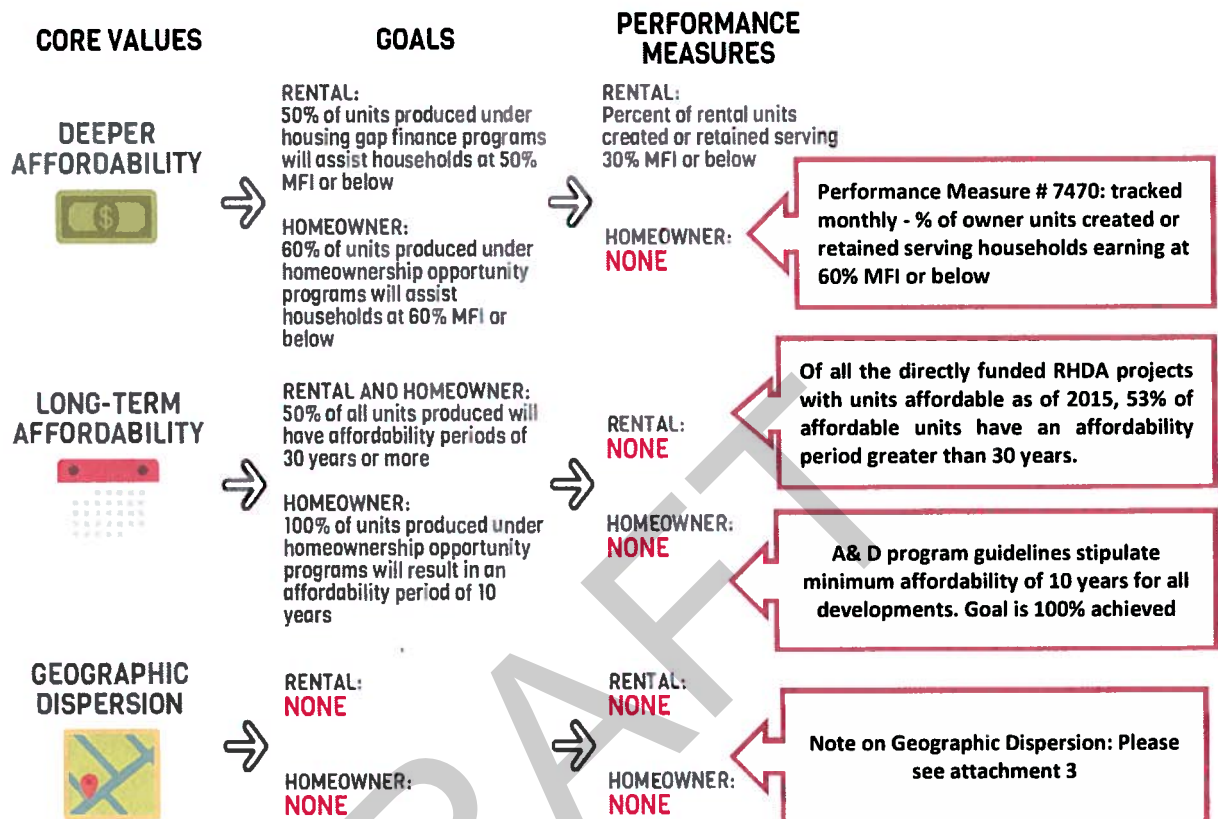 CORE VALUES
GOALS
PERFORMANCE
MEASURES
DEEPER
AFFORDABILITY
$
RENTAL:
50% of units produced under
housing gap finance programs
will assist households at 50%
MFI or below
HOMEOWNER:
60% of units produced under
homeownership opportunity
programs will assist
households at 60% MFI or
below
RENTAL:
Percent of rental units
created or retained serving
30% MFI or below
HOMEOWNER:
NONE
Performance Measure # 7470: tracked
monthly - % of owner units created or
retained serving households earning at
60% MFI or below
LONG-TERM
AFFORDABILITY
RENTAL AND HOMEOWNER:
50% of all units produced will
have affordability periods of
30 years or more
HOMEOWNER:
100% of units produced under
homeownership opportunity
programs will result in an
affordability period of 10
years
RENTAL:
NONE
HOMEOWNER:
NONE
Of all the directly funded RHDA projects
with units affordable as of 2015, 53% of
affordable units have an affordability
period greater than 30 years.
A& D program guidelines stipulate
minimum affordability of 10 years for all
developments. Goal is 100% achieved
GEOGRAPHIC
DISPERSION
RENTAL:
NONE
HOMEOWNER:
NONE
RENTAL:
NONE
HOMEOWNER:
NONE
Note on Geographic Dispersion: Please
see attachment 3
RAFT